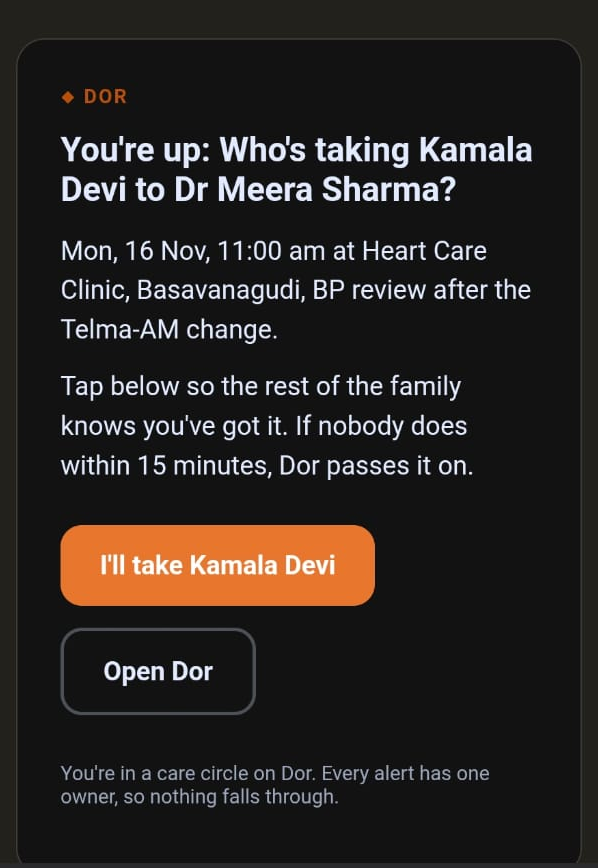 ◆ DOR
You're up: Who's taking Kamala
Devi to Dr Meera Sharma?
Mon, 16 Nov, 11:00 am at Heart Care
Clinic, Basavanagudi, BP review after the
Telma-AM change.
Tap below so the rest of the family
knows you've got it. If nobody does
within 15 minutes, Dor passes it on.
I'll take Kamala Devi
Open Dor
You're in a care circle on Dor. Every alert has one
owner, so nothing falls through.